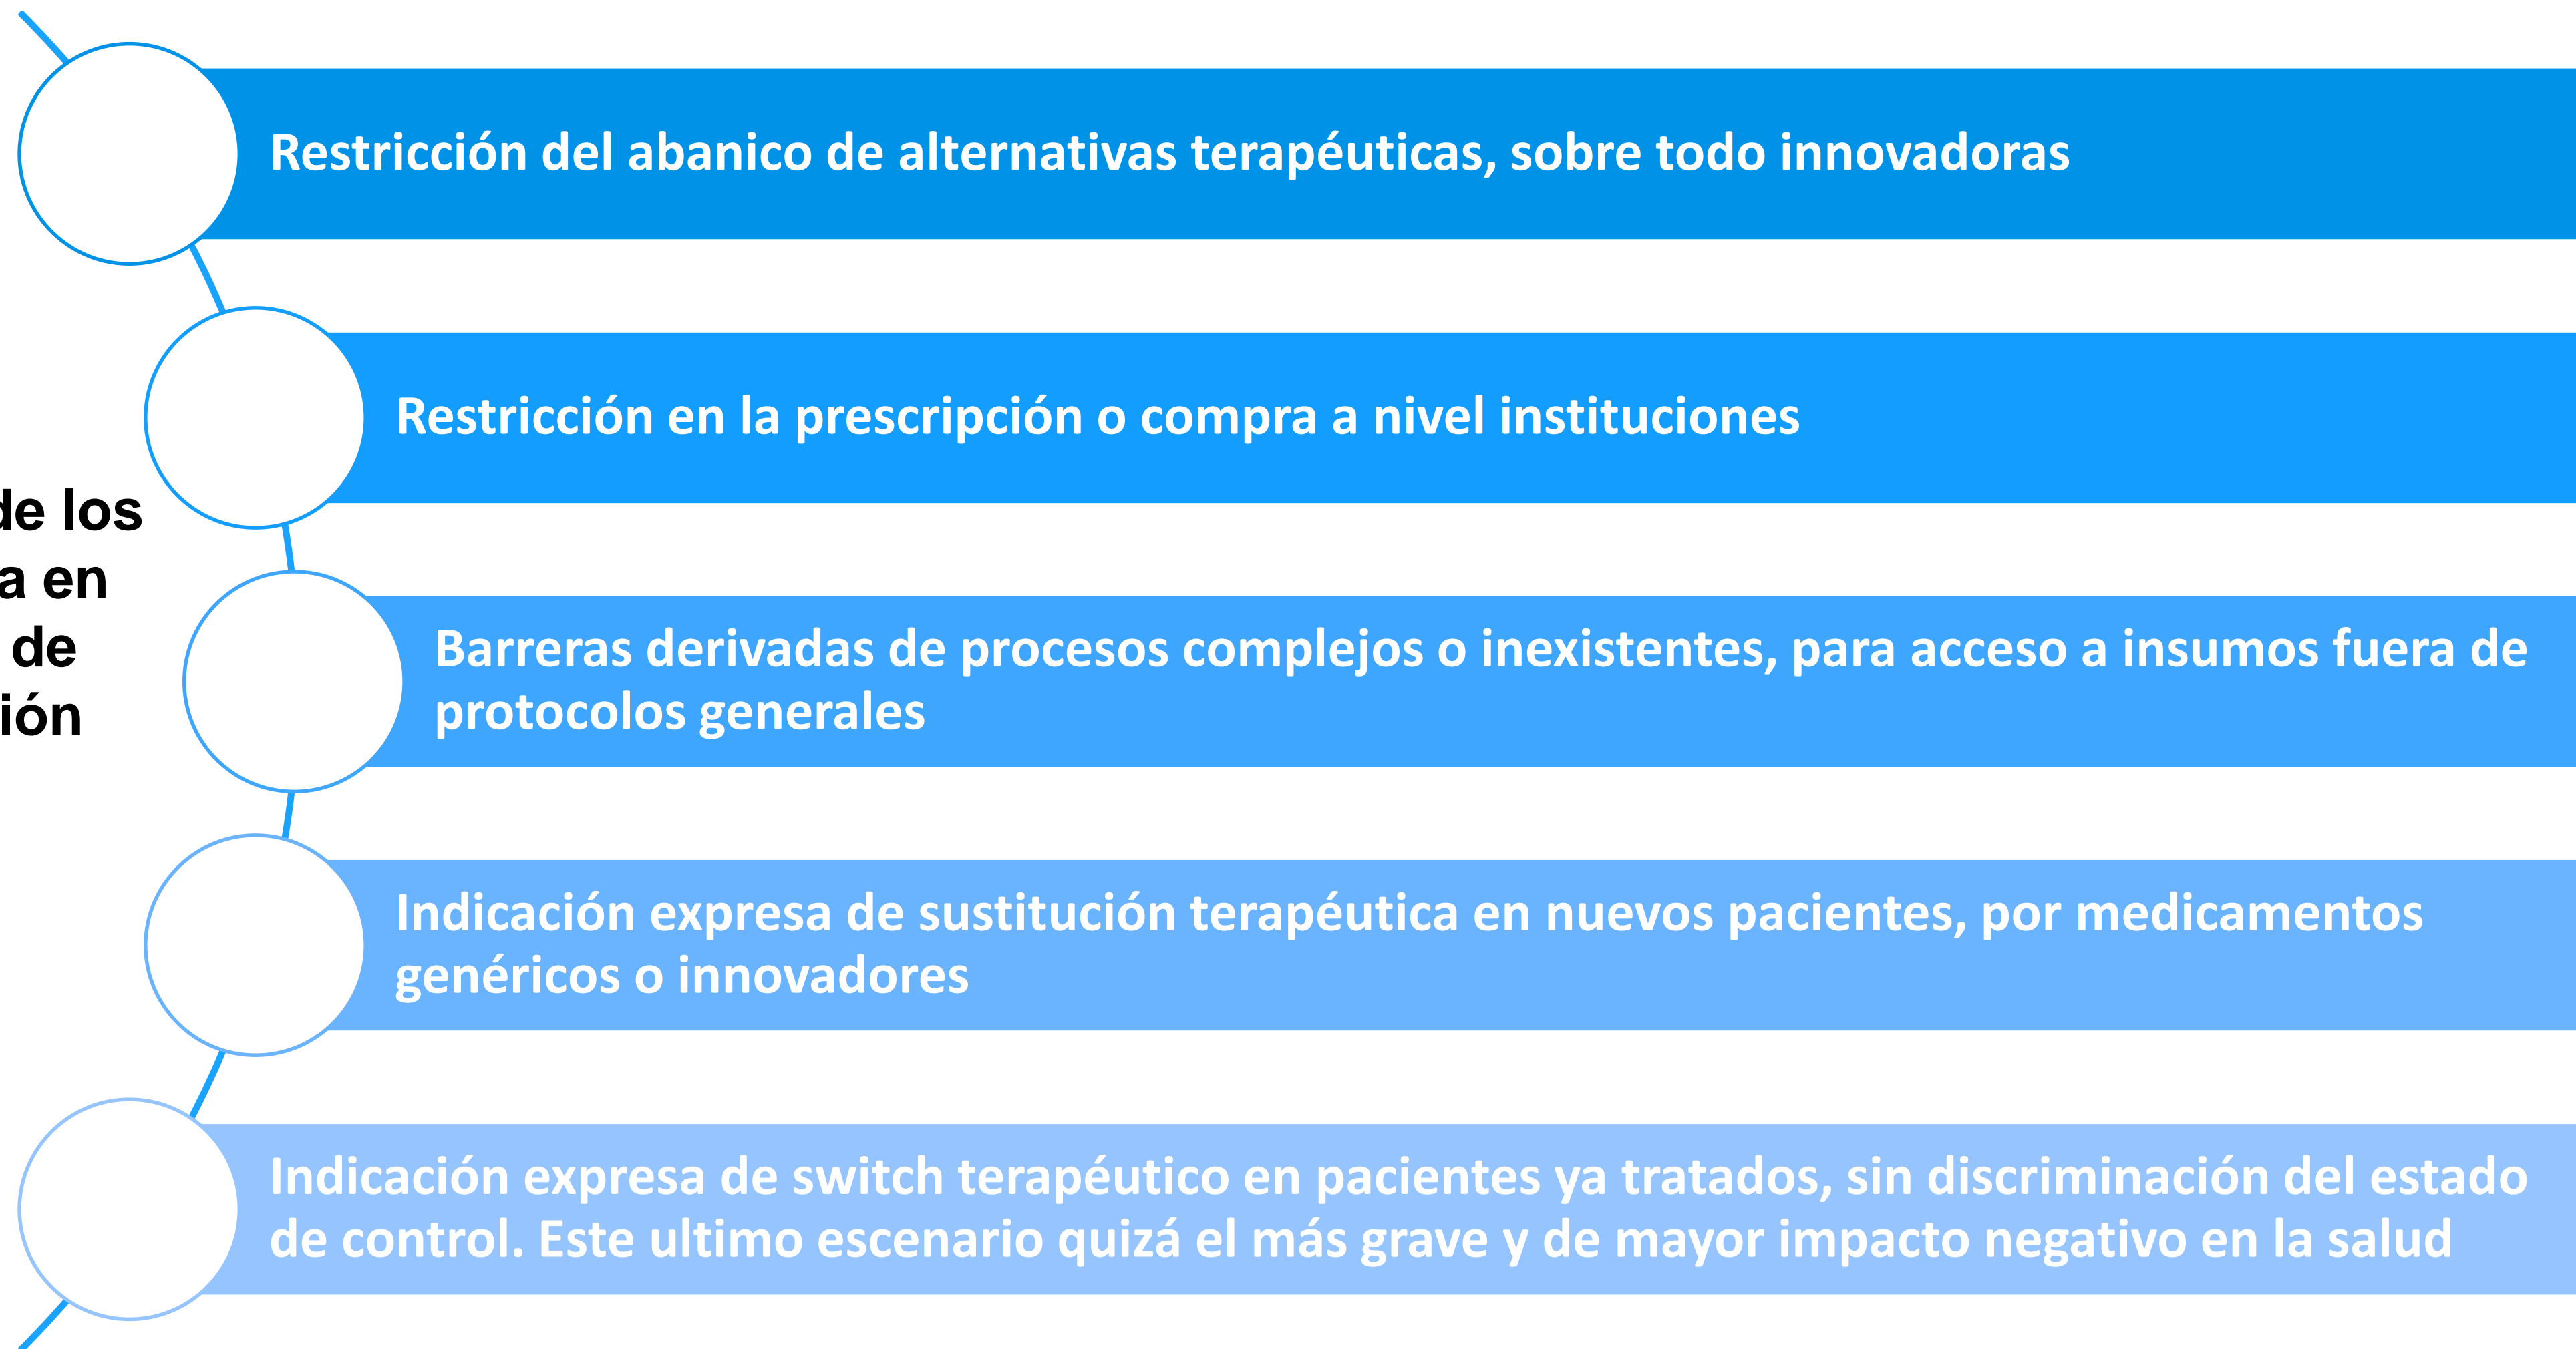 Restricción del abanico de alternativas terapéuticas, sobre todo innovadoras
Restricción en la prescripción o compra a nivel instituciones
de los
a en
de
ión
Barreras derivadas de procesos complejos o inexistentes, para acceso a insumos fuera de
protocolos generales
Indicación expresa de sustitución terapéutica en nuevos pacientes, por medicamentos
genéricos o innovadores
Indicación expresa de switch terapéutico en pacientes ya tratados, sin discriminación del estado
de control. Este ultimo escenario quizá el más grave y de mayor impacto negativo en la salud